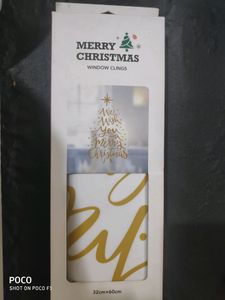 MERRY
CHRISTMAS
WINDOW CLINGS
We
Wish
You
a
merry
Christmas
32cm×60cm
POCO
SHOT ON POCO F1